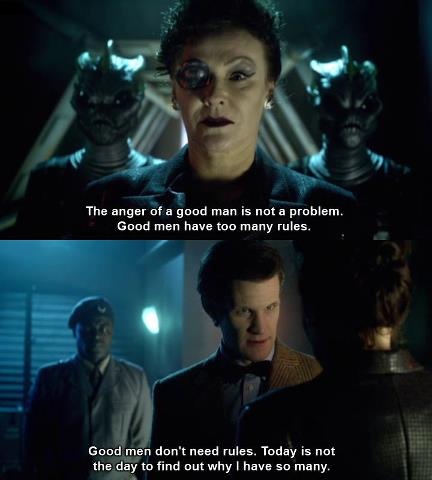 The anger of a good man is not a problem.
Good men have too many rules.
Good men don't need rules. Today is not
the day to find out why I have so many.